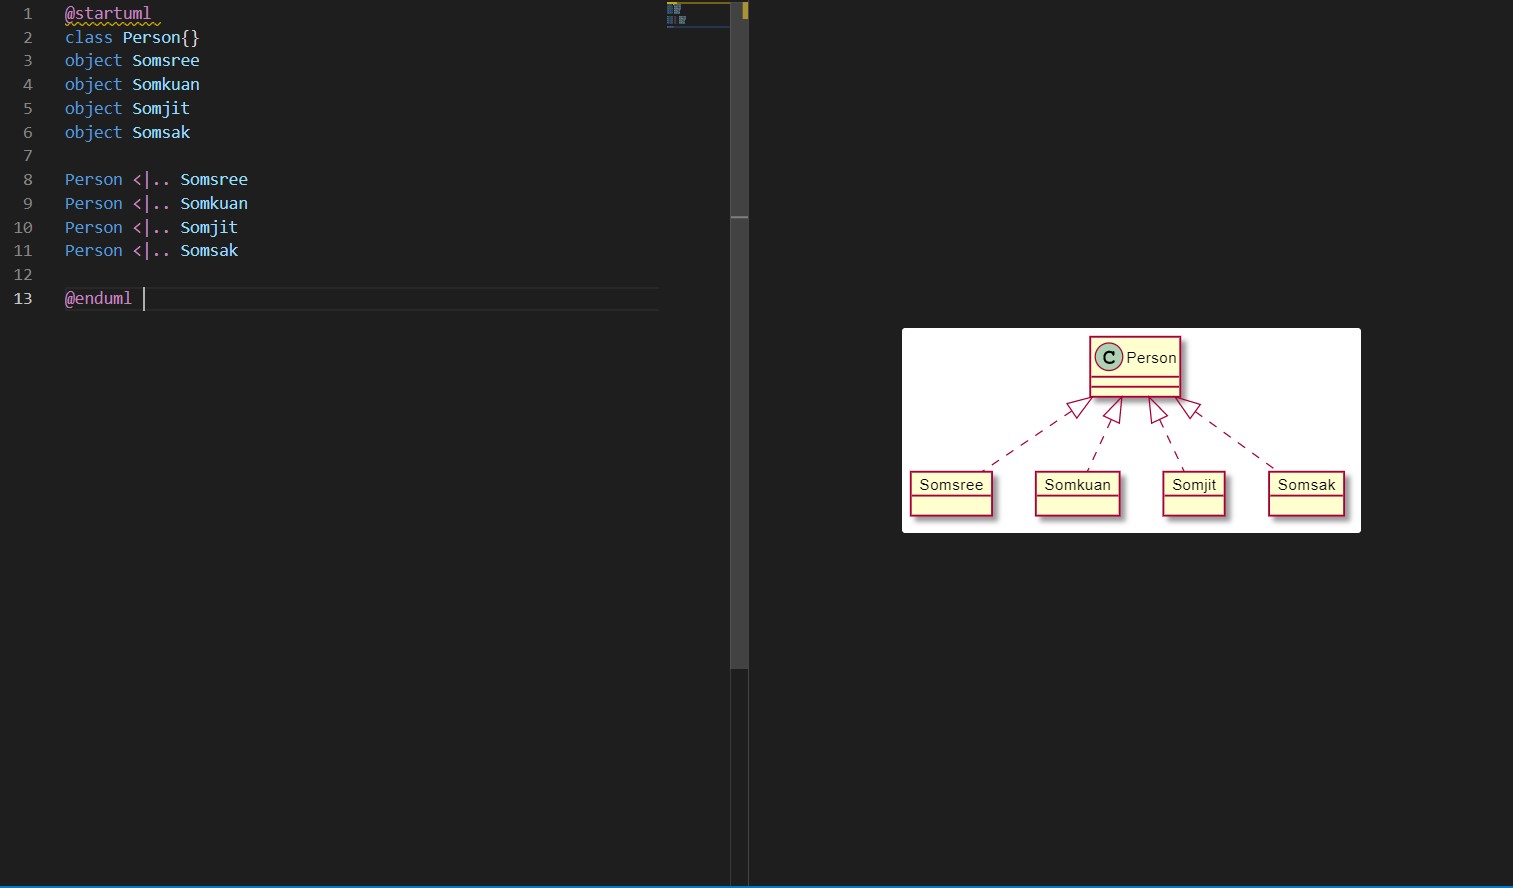 1 @startuml
2 class Person{}
3 object Somsree
4 object Somkuan
5 object Somjit
6 object Somsak
7
8 Person <|.. Somsree
9 Person <|.. Somkuan
10 Person <|.. Somjit
11 Person <|.. Somsak
12
13 @enduml
C Person
Somsree Somkuan Somjit Somsak